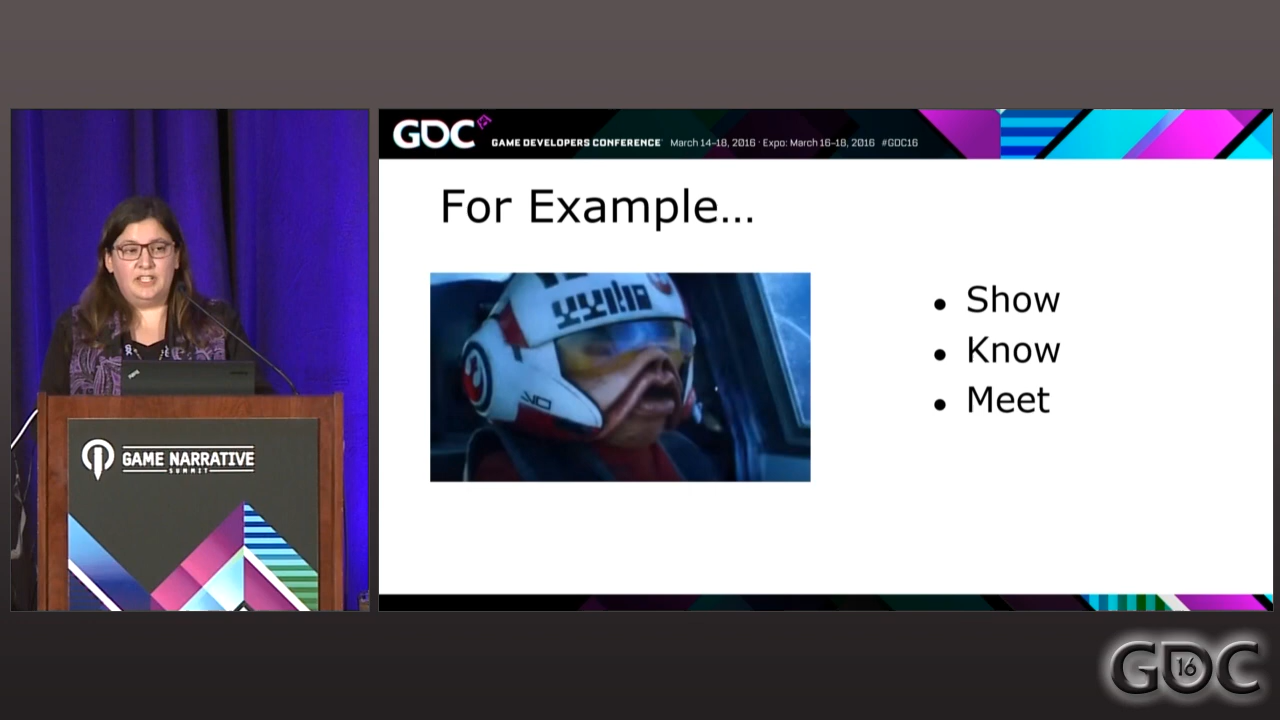 GDC
GAME DEVELOPERS CONFERENCE March 14–18, 2016 · Expo: March 16–18, 2016 #GDC16
For Example...
• Show
• Know
• Meet
GAME NARRATIVE
SUMMIT
GDC 16